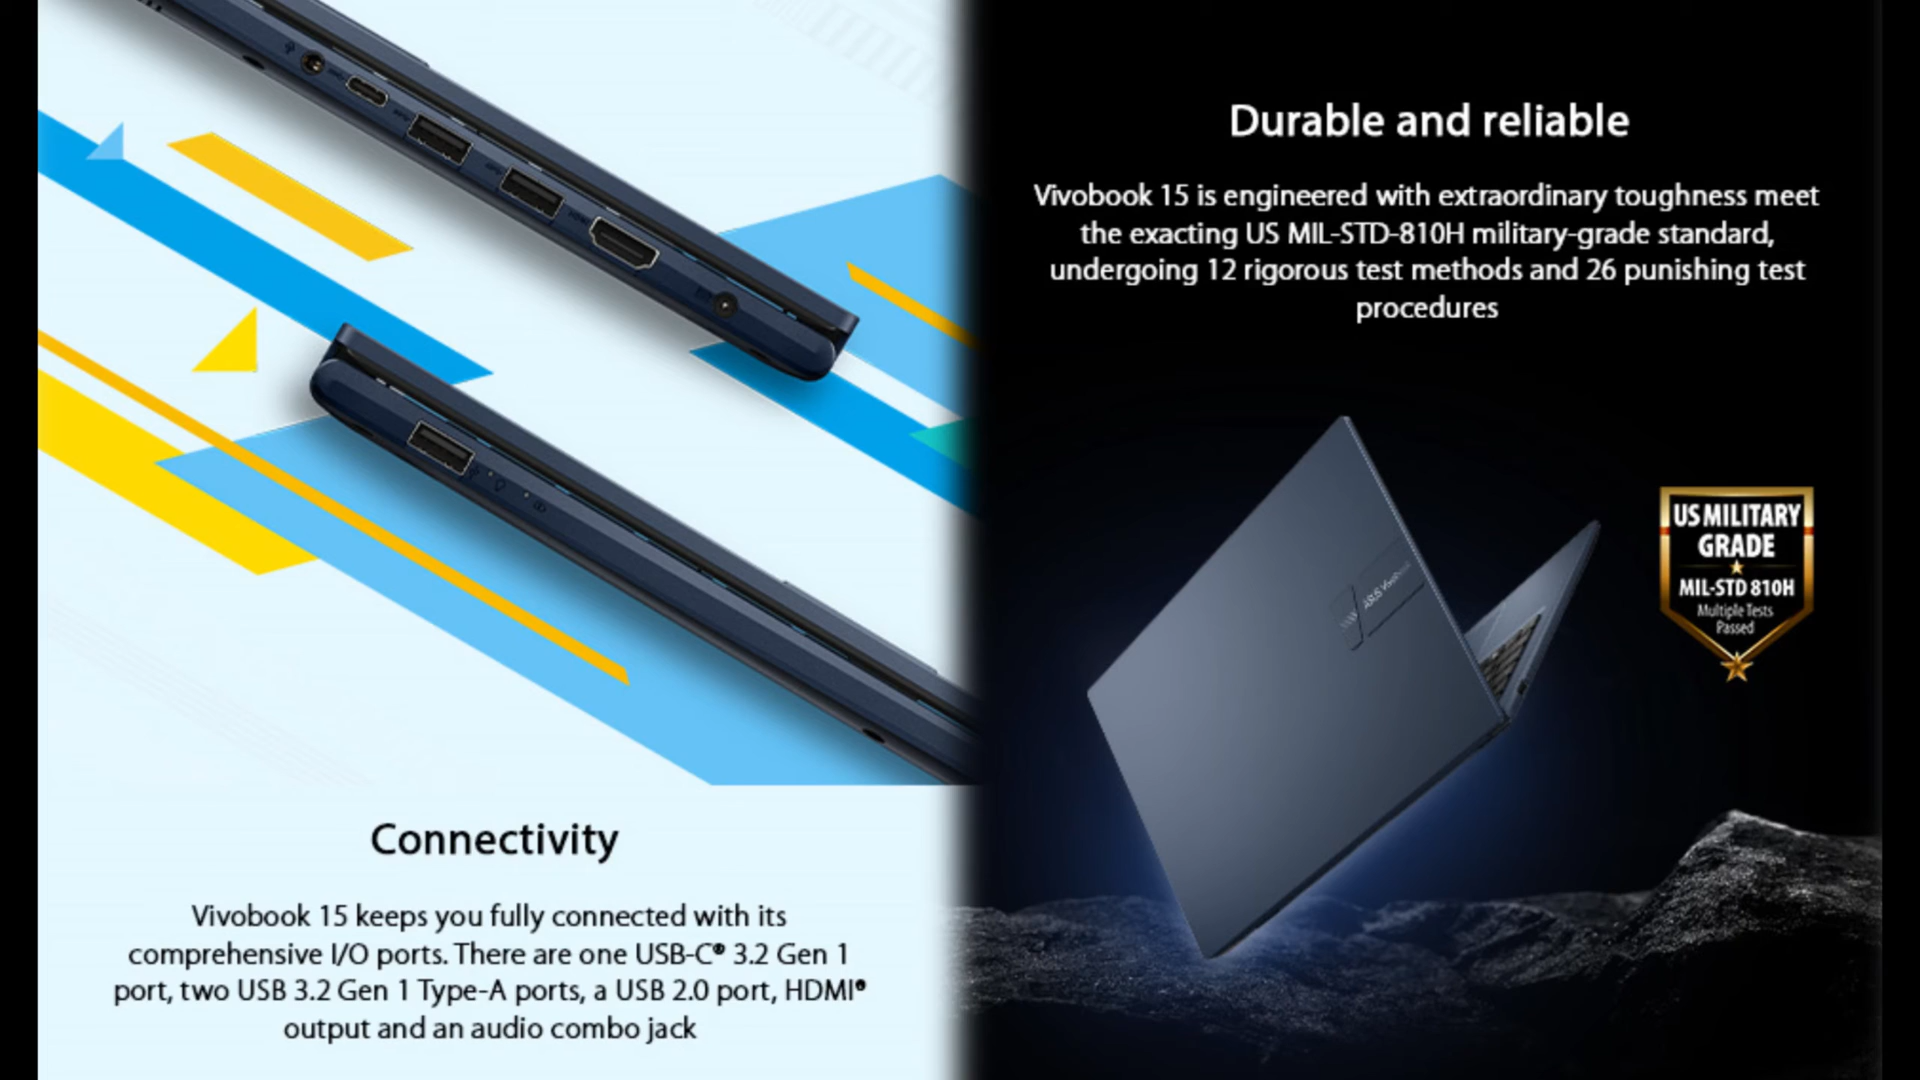 Connectivity
Vivobook 15 keeps you fully connected with its
comprehensive I/O ports. There are one USB-C® 3.2 Gen 1
port, two USB 3.2 Gen 1 Type-A ports, a USB 2.0 port, HDMI®
output and an audio combo jack
Durable and reliable
Vivobook 15 is engineered with extraordinary toughness meet
the exacting US MIL-STD-810H military-grade standard,
undergoing 12 rigorous test methods and 26 punishing test
procedures
ASUS Vivobook
US MILITARY
GRADE
MIL-STD 810H
Multiple Tests
Passed